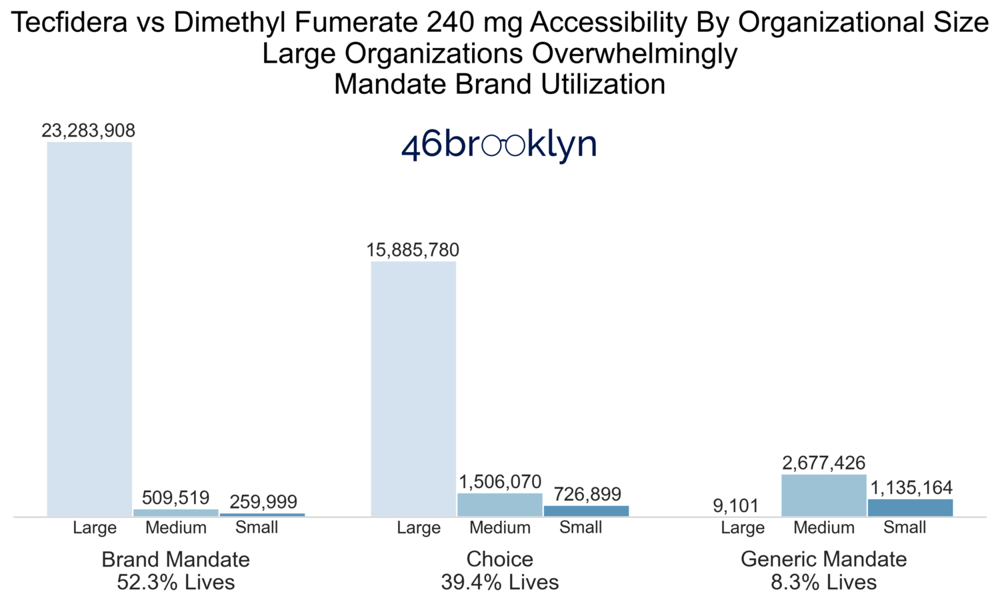 Tecfidera vs Dimethyl Fumerate 240 mg Accessibility By Organizational Size
Large Organizations Overwhelmingly
Mandate Brand Utilization
46brooklyn
23,283,908
509,519
259,999
15,885,780
1,506,070
726,899
9,101
2,677,426
1,135,164
Large Medium Small Large Medium Small Large Medium Small
Brand Mandate Choice Generic Mandate
52.3% Lives 39.4% Lives 8.3% Lives